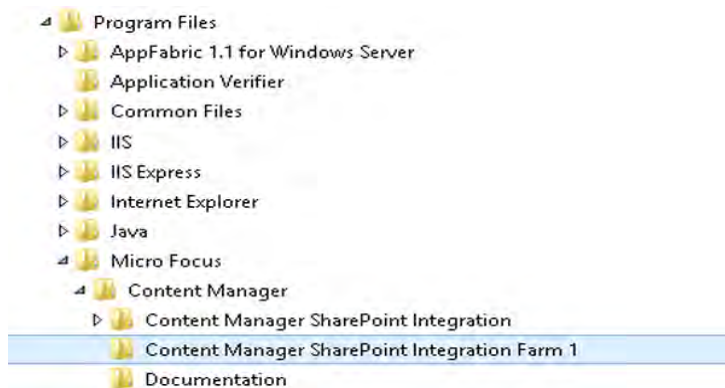 Program Files
AppFabric 1.1 for Windows Server
Application Verifier
Common Files
IIS
IIS Express
Internet Explorer
Java
Micro Focus
Content Manager
Content Manager SharePoint Integration
Content Manager SharePoint Integration Farm 1
Documentation